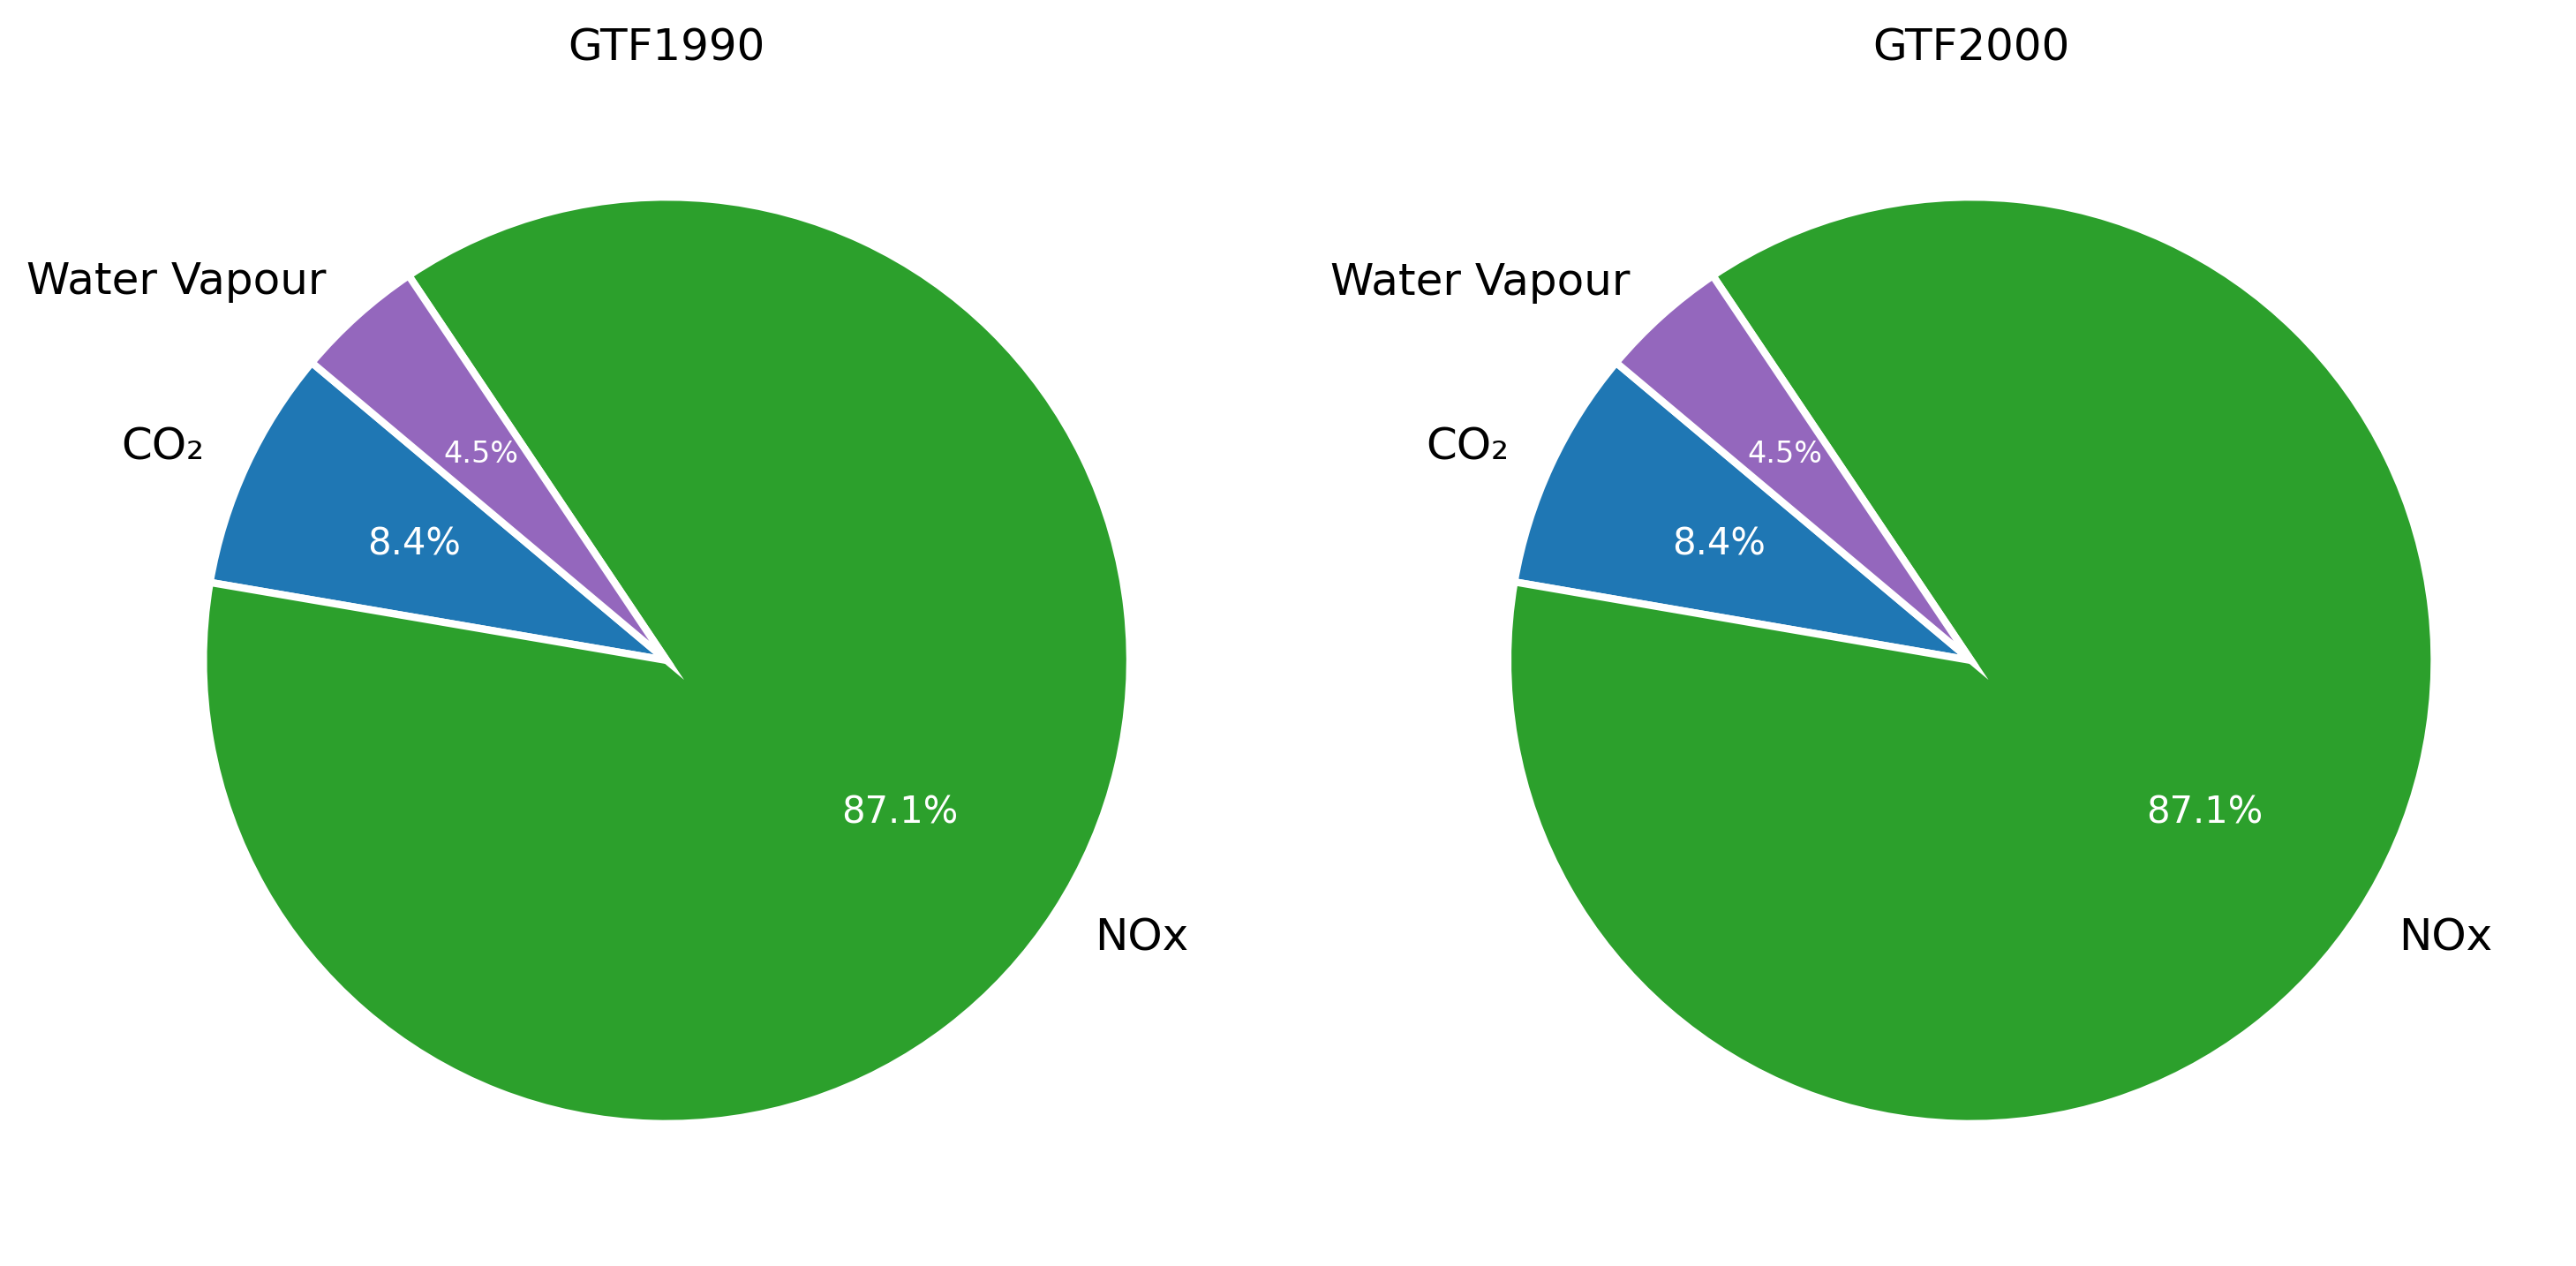 GTF1990
Water Vapour
CO₂
4.5%
8.4%
87.1%
NOx
GTF2000
Water Vapour
CO₂
4.5%
8.4%
87.1%
NOx